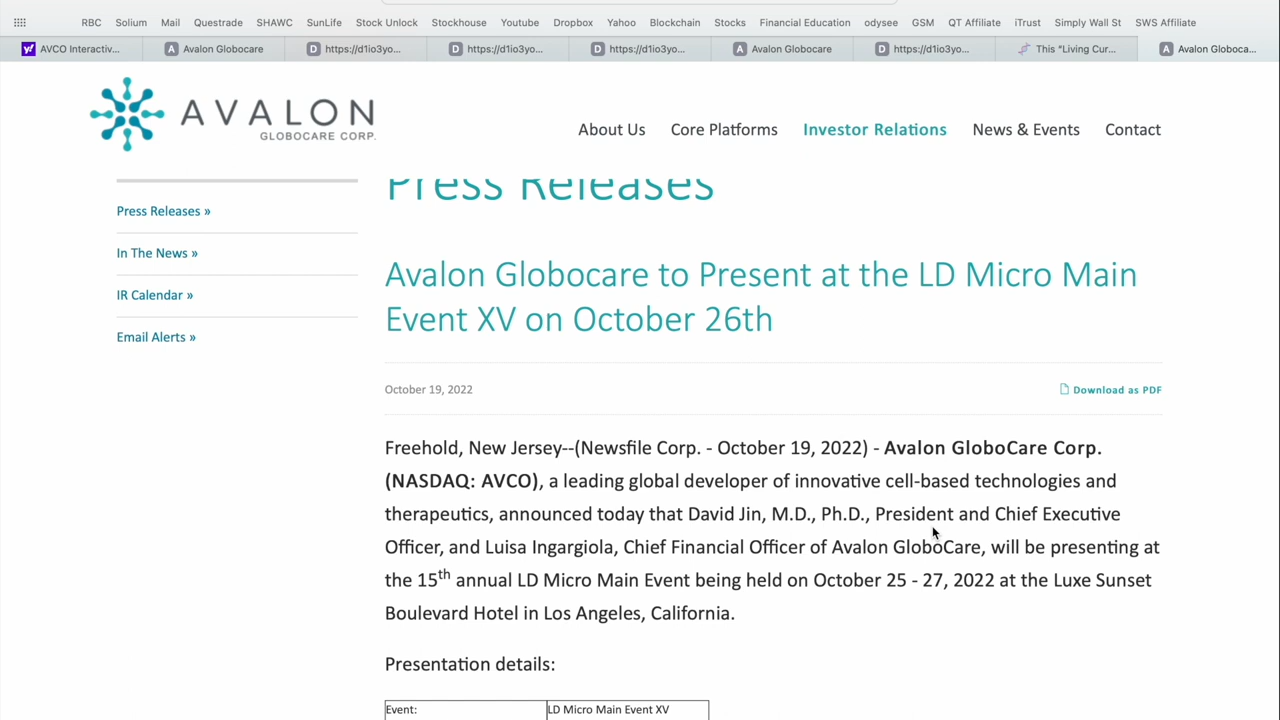 RBC Solium Mail Questrade SHAWC SunLife Stock Unlock Stockhouse Youtube Dropbox Yahoo Blockchain Stocks Financial Education odysee GSM QT Affiliate iTrust Simply Wall St SWS Affiliate
AVCO Interactiv... A Avalon Globocare D https://d1io3yo... D https://d1io3yo... D https://d1io3yo... A Avalon Globocare D https://d1io3yo... This "Living Cur... A Avalon Globoca...
AVALON
GLOBOCARE CORP.
About Us Core Platforms Investor Relations News & Events Contact
Press Releases
Press Releases »
In The News »
IR Calendar »
Email Alerts »
Avalon Globocare to Present at the LD Micro Main
Event XV on October 26th
October 19, 2022
Download as PDF
Freehold, New Jersey--(Newsfile Corp. - October 19, 2022) - Avalon GloboCare Corp.
(NASDAQ: AVCO), a leading global developer of innovative cell-based technologies and
therapeutics, announced today that David Jin, M.D., Ph.D., President and Chief Executive
Officer, and Luisa Ingargiola, Chief Financial Officer of Avalon GloboCare, will be presenting at
the 15th annual LD Micro Main Event being held on October 25 - 27, 2022 at the Luxe Sunset
Boulevard Hotel in Los Angeles, California.
Presentation details:
Event: LD Micro Main Event XV